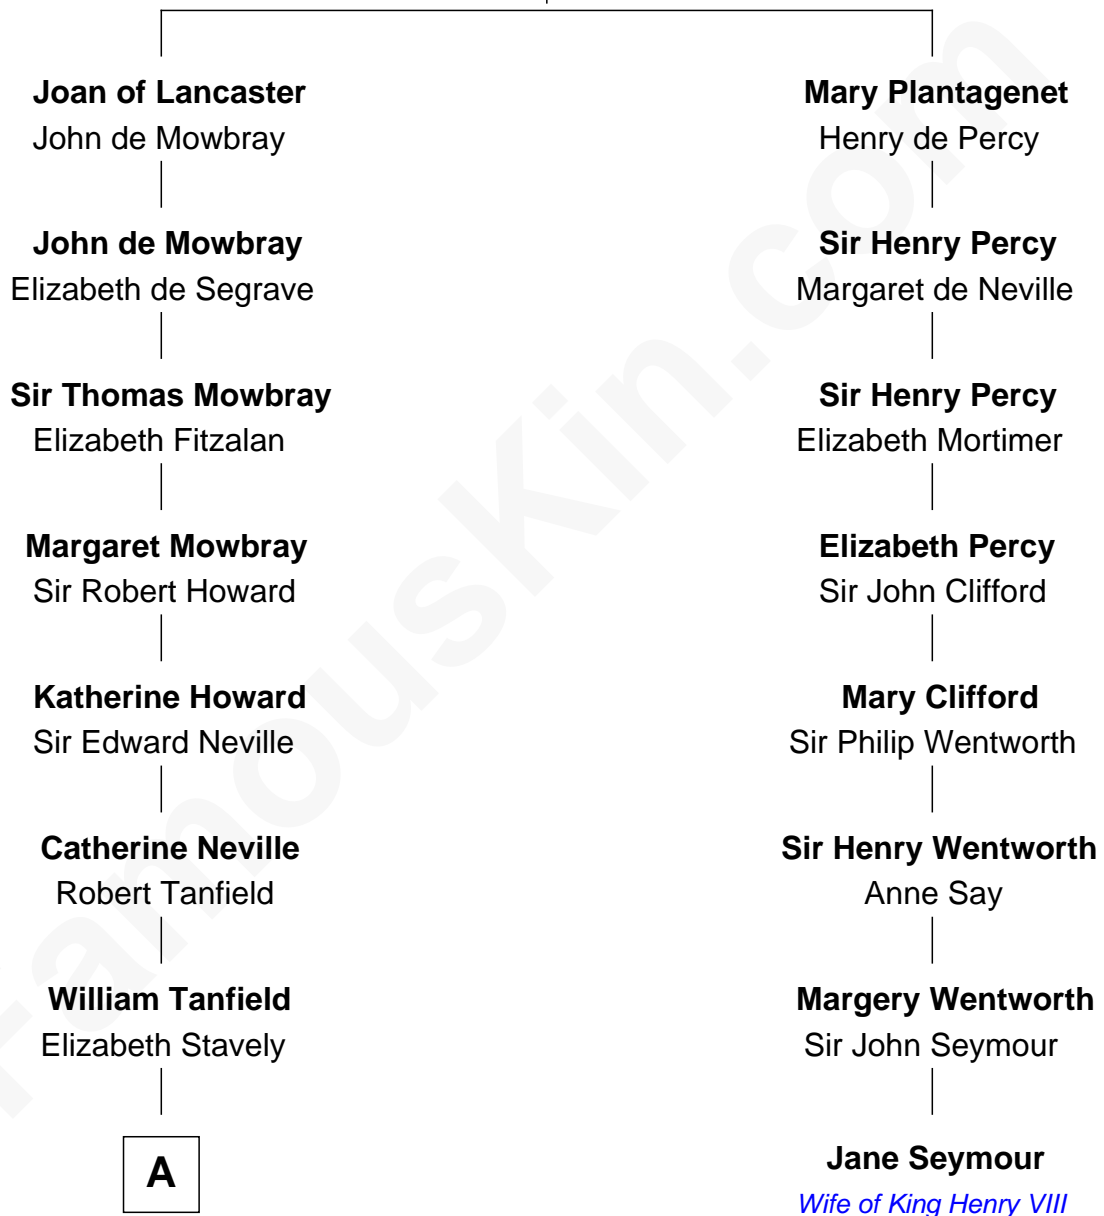 Joan of Lancaster
John de Mowbray
Mary Plantagenet
Henry de Percy
John de Mowbray
Elizabeth de Segrave
Sir Henry Percy
Margaret de Neville
Sir Thomas Mowbray
Elizabeth Fitzalan
Sir Henry Percy
Elizabeth Mortimer
Margaret Mowbray
Sir Robert Howard
Elizabeth Percy
Sir John Clifford
Katherine Howard
Sir Edward Neville
Mary Clifford
Sir Philip Wentworth
Catherine Neville
Robert Tanfield
Sir Henry Wentworth
Anne Say
William Tanfield
Elizabeth Stavely
Margery Wentworth
Sir John Seymour
A
Jane Seymour
Wife of King Henry VIII
FamousKin.com